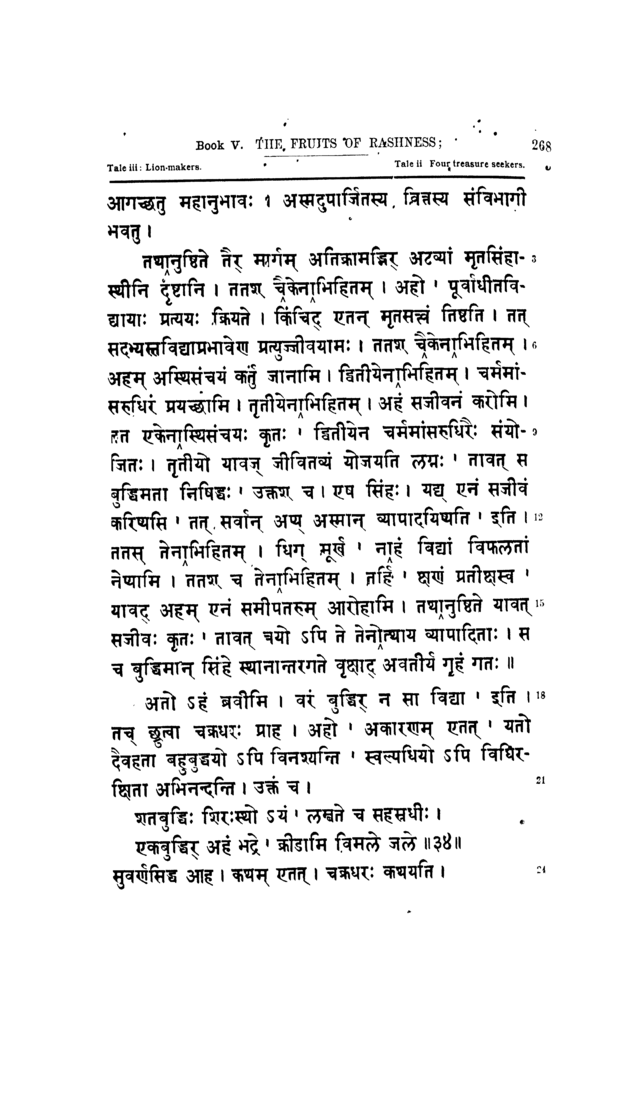 Book V. THE FRUITS OF RASHNESS; 268
Tale iii: Lion-makers. Tale ii Four treasure seekers.
आगच्छतु महानुभावः । अस्मदुपार्जितस्य वित्तस्य संविभागी
भवतु ।
तथानुष्ठिते तैर् मार्गम् अतिक्रामद्भिर् अटव्यां मृतसिंहा- 3
स्थीनि दृष्टानि । ततश् चैकेनाभिहितम् । अहो ' पूर्वाधीतवि-
द्यायाः प्रत्ययः क्रियते । किंचिद् एतन् मृतसत्त्वं तिष्ठति । तत्
सदभ्यस्तविद्याप्रभावेण प्रत्युज्जीवयामः । ततश् चैकेनाभिहितम् । 6
अहम् अस्थिसंचयं कर्तुं जानामि । द्वितीयेनाभिहितम् । चर्ममां-
सरुधिरं प्रयच्छामि । तृतीयेनाभिहितम् । अहं सजीवनं करोमि ।
तत एकेनास्थिसंचयः कृतः ' द्वितीयेन चर्ममांसरुधिरैः संयो- 9
जितः । तृतीयो यावज् जीवितव्यं योजयति लग्नः ' तावत् स
बुद्धिमता निषिद्धः ' उक्तश् च । एष सिंहः । यद्य् एनं सजीवं
करिष्यसि ' तत् सर्वान् अप्य् अस्मान् व्यापादयिष्यति ' इति । 12
ततस् तेनाभिहितम् । धिग् मूर्ख ' नाहं विद्यां विफलतां
नेष्यामि । ततश् च तेनाभिहितम् । तर्हि ' क्षणं प्रतीक्षस्व '
यावद् अहम् एनं समीपतरुम् आरोहामि । तथानुष्ठिते यावत् 15
सजीवः कृतः ' तावत् त्रयो ऽपि ते तेनोत्थाय व्यापादिताः । स
च बुद्धिमान् सिंहे स्थानान्तरगते वृक्षाद् अवतीर्य गृहं गतः ॥
अतो ऽहं ब्रवीमि । वरं बुद्धिर् न सा विद्या ' इति । 18
तच् छ्रुत्वा चक्रधरः प्राह । अहो ' अकारणम् एतत् ' यतो
दैवहता बहुबुद्धयो ऽपि विनश्यन्ति ' स्वल्पधियो ऽपि विधिर-
क्षिता अभिनन्दन्ति । उक्तं च । 21
शतबुद्धिः शिरःस्थो ऽयं ' लम्बते च सहस्रधीः ।
एकबुद्धिर् अहं भद्रे ' क्रीडामि विमले जले ॥३४॥
सुवर्णसिद्ध आह । कथम् एतत् । चक्रधरः कथयति । 24